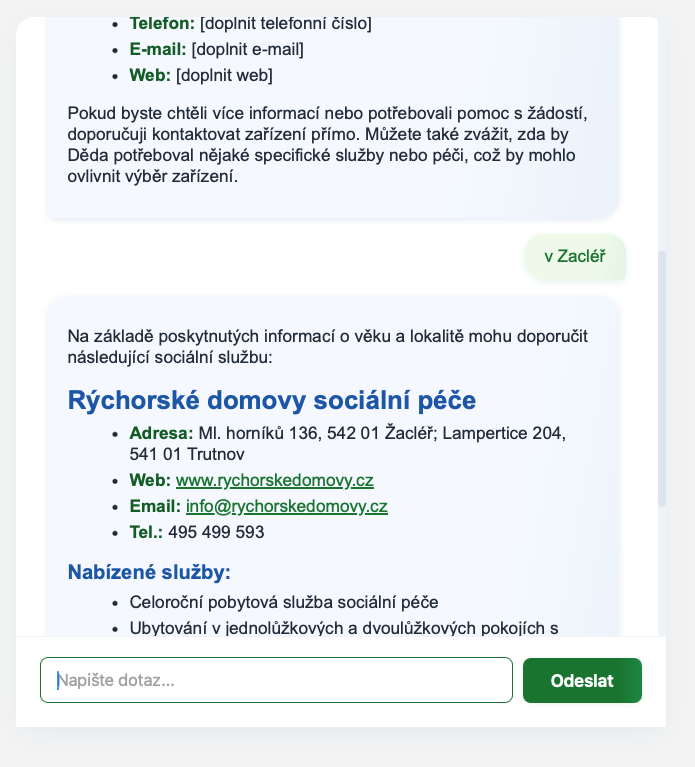 Telefon: [doplnit telefonní číslo]
E-mail: [doplnit e-mail]
Web: [doplnit web]
Pokud byste chtěli více informací nebo potřebovali pomoc s žádostí,
doporučuji kontaktovat zařízení přímo. Můžete také zvážit, zda by
Děda potřeboval nějaké specifické služby nebo péči, což by mohlo
ovlivnit výběr zařízení.
v Zacléř
Na základě poskytnutých informací o věku a lokalitě mohu doporučit
následující sociální službu:
Rýchorské domovy sociální péče
Adresa: Ml. horníků 136, 542 01 Žacléř; Lampertice 204,
541 01 Trutnov
Web: www.rychorskedomovy.cz
Email: info@rychorskedomovy.cz
Tel.: 495 499 593
Nabízené služby:
Celoroční pobytová služba sociální péče
Ubytování v jednolůžkových a dvoulůžkových pokojích s
Napište dotaz...
Odeslat